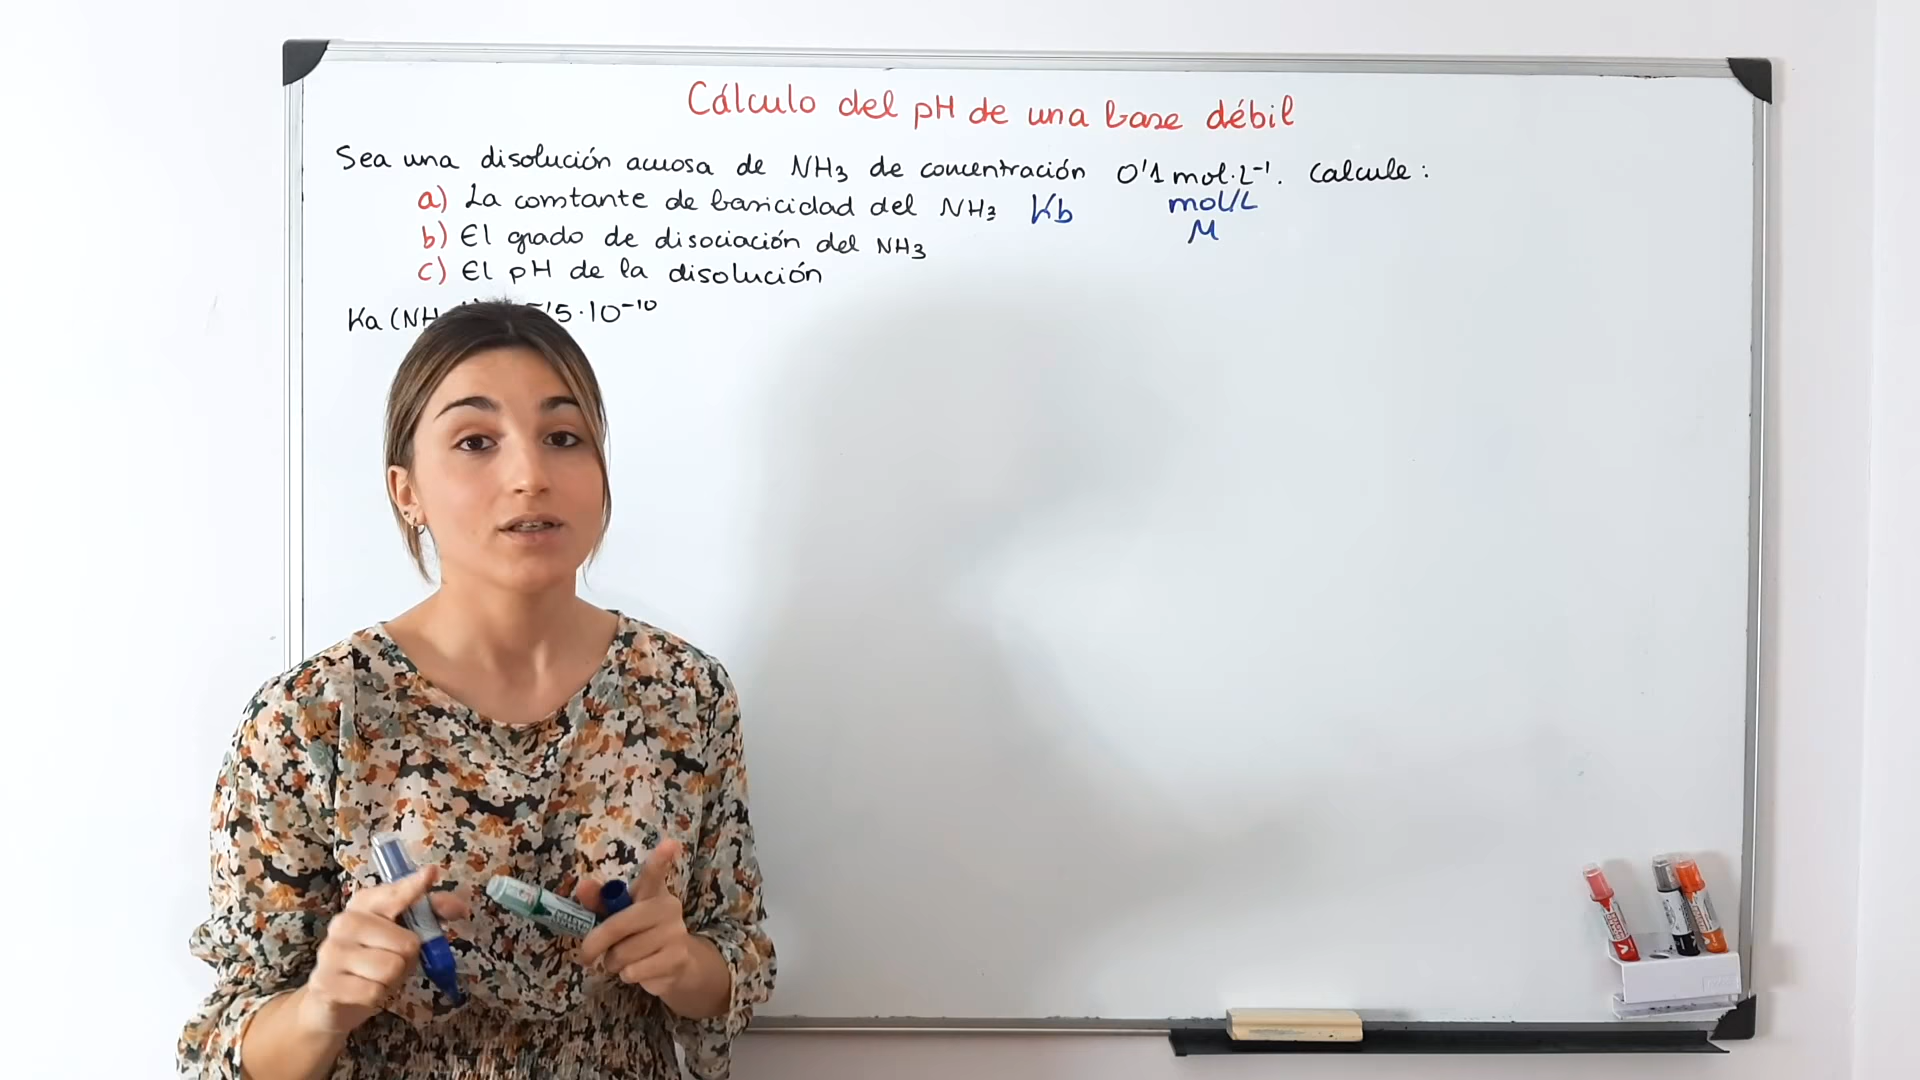 Cálculo del pH de una base débil
Sea una disolución acuosa de NH3 de concentración 0'1 mol·L-1. Calcule:
a) La constante de basicidad del NH3 Kb mol/L
M
b) El grado de disociación del NH3
c) El pH de la disolución
Ka (NH 5·10-10